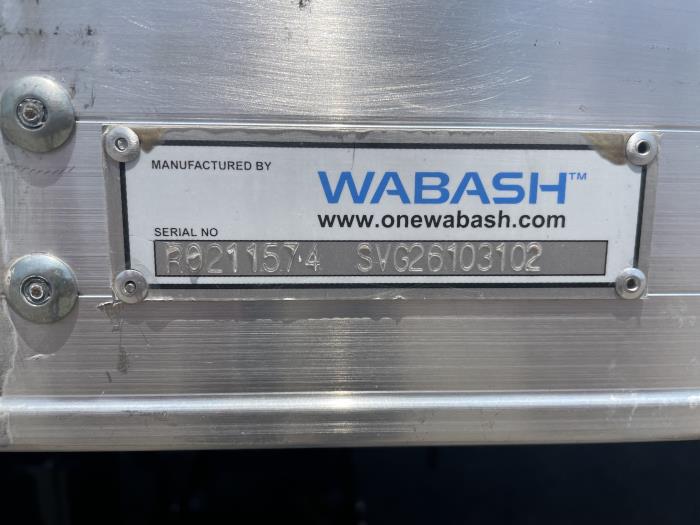 MANUFACTURED BY
WABASH™
www.onewabash.com
SERIAL NO
R0211574 SVG26103102